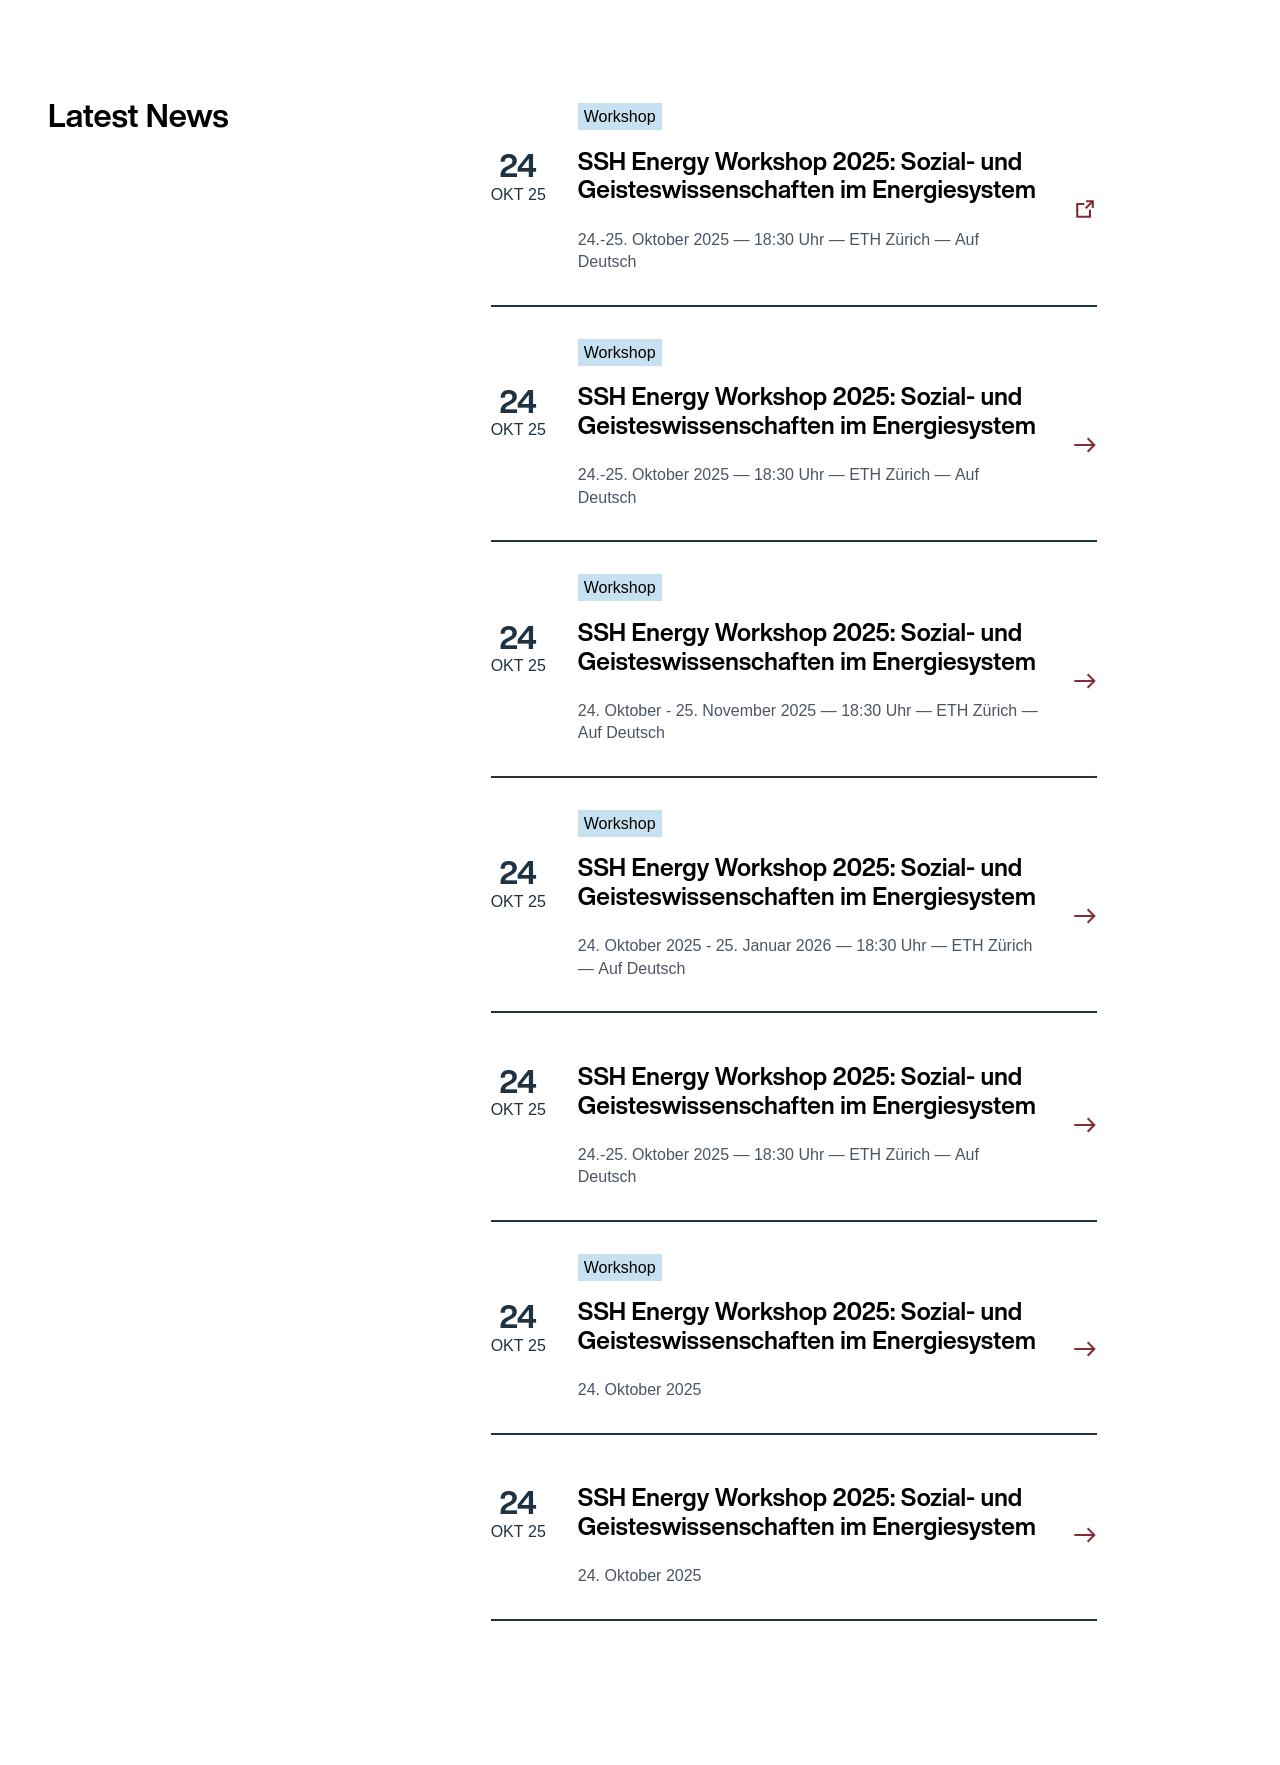 Latest News
Workshop
24
OKT 25
SSH Energy Workshop 2025: Sozial- und
Geisteswissenschaften im Energiesystem
24.-25. Oktober 2025 — 18:30 Uhr — ETH Zürich — Auf
Deutsch
Workshop
24
OKT 25
SSH Energy Workshop 2025: Sozial- und
Geisteswissenschaften im Energiesystem
24.-25. Oktober 2025 — 18:30 Uhr — ETH Zürich — Auf
Deutsch
Workshop
24
OKT 25
SSH Energy Workshop 2025: Sozial- und
Geisteswissenschaften im Energiesystem
24. Oktober - 25. November 2025 — 18:30 Uhr — ETH Zürich —
Auf Deutsch
Workshop
24
OKT 25
SSH Energy Workshop 2025: Sozial- und
Geisteswissenschaften im Energiesystem
24. Oktober 2025 - 25. Januar 2026 — 18:30 Uhr — ETH Zürich
— Auf Deutsch
24
OKT 25
SSH Energy Workshop 2025: Sozial- und
Geisteswissenschaften im Energiesystem
24.-25. Oktober 2025 — 18:30 Uhr — ETH Zürich — Auf
Deutsch
Workshop
24
OKT 25
SSH Energy Workshop 2025: Sozial- und
Geisteswissenschaften im Energiesystem
24. Oktober 2025
24
OKT 25
SSH Energy Workshop 2025: Sozial- und
Geisteswissenschaften im Energiesystem
24. Oktober 2025